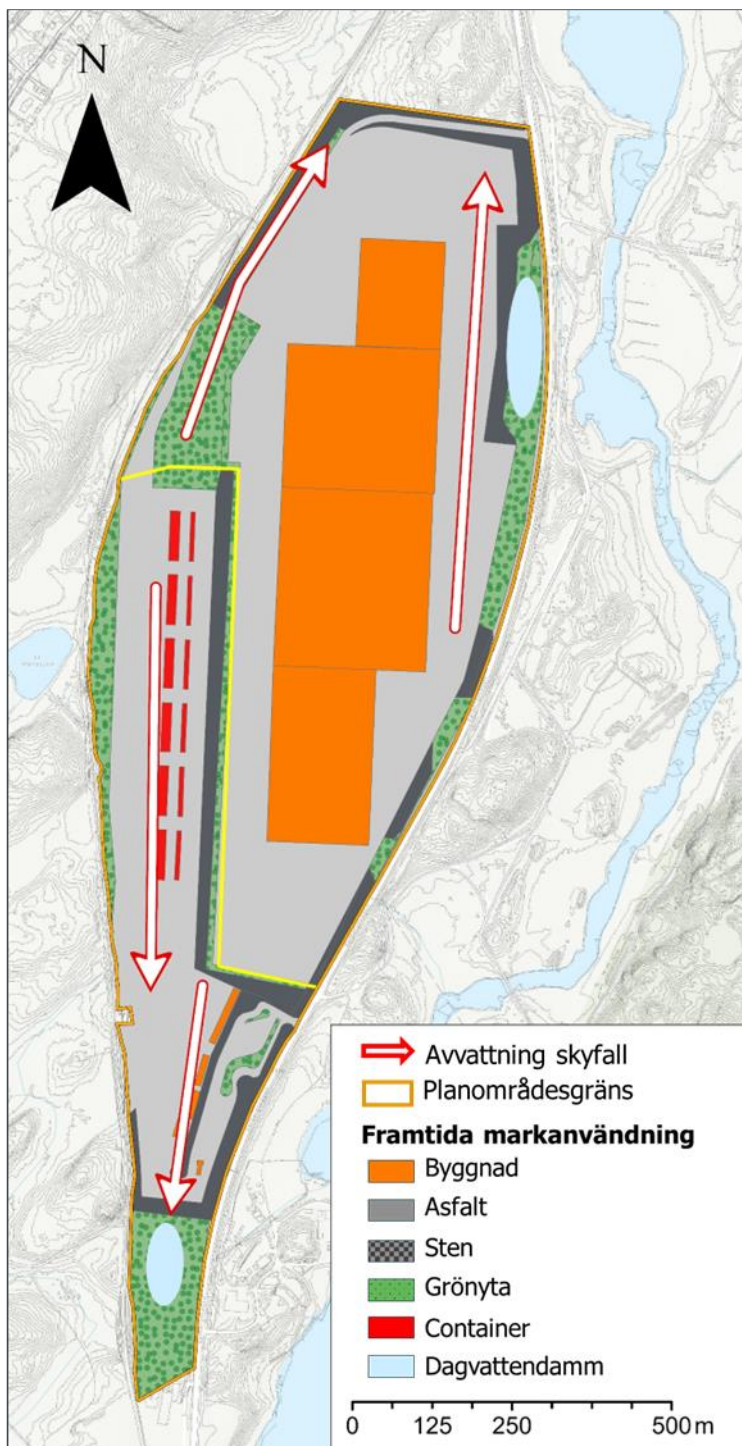 N
Avvattning skyfall
Planområdesgräns
Framtida markanvändning
Byggnad
Asfalt
Sten
Grönyta
Container
Dagvattendamm
0 125 250 500 m